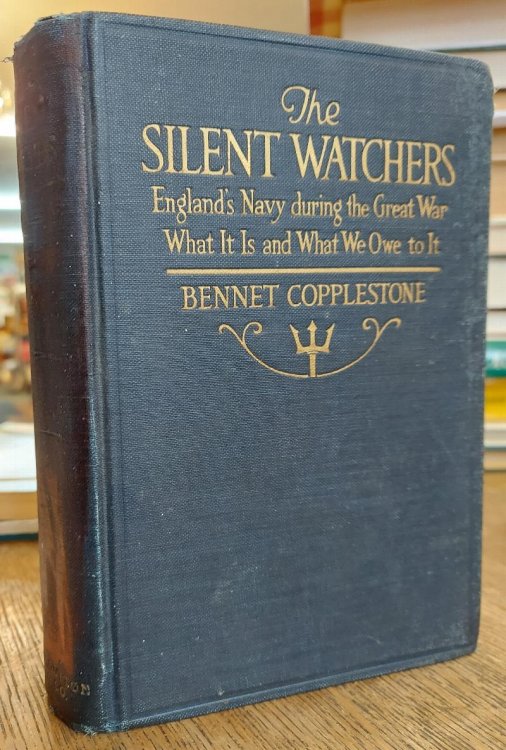 The
SILENT WATCHERS
England's Navy during the Great War
What It Is and What We Owe to It
BENNET COPPLESTONE